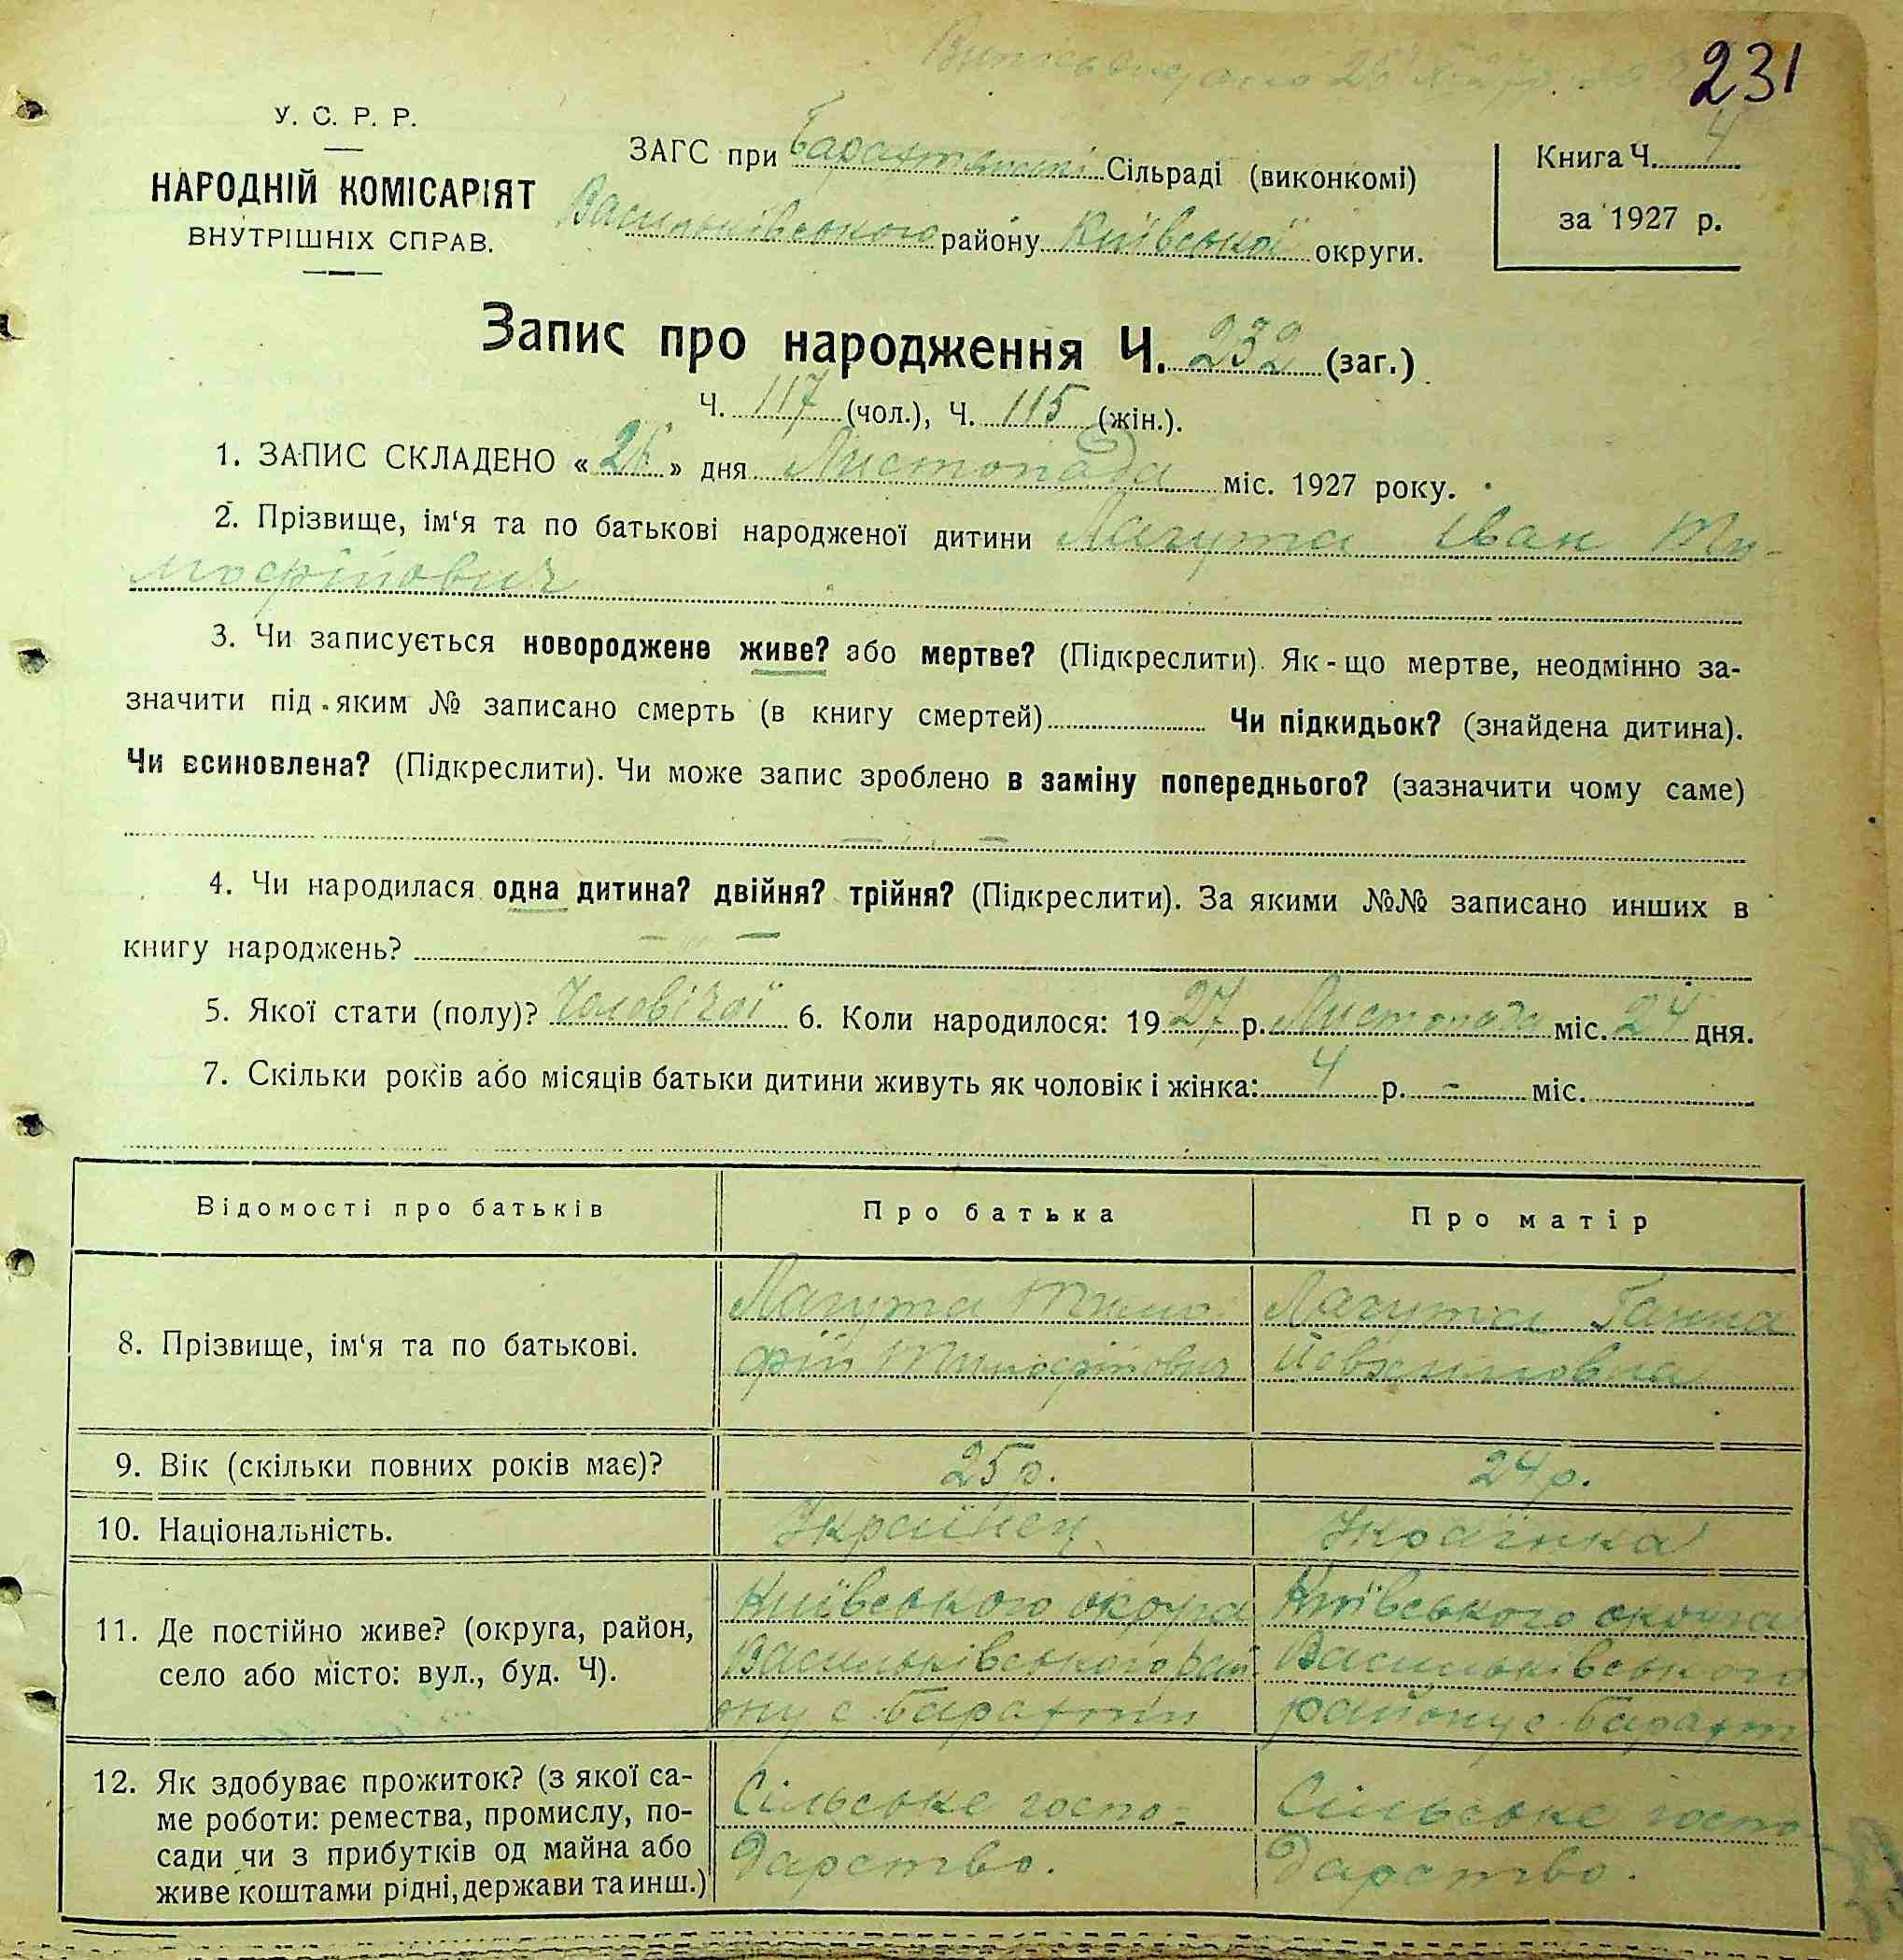 231
У. С. Р. Р.
НАРОДНІЙ КОМІСАРІЯТ
ВНУТРІШНІХ СПРАВ.
ЗАГС при Барахтянській Сільраді (виконкомі)
Васильківського району Київської округи.
Книга Ч. 4
за 1927 р.
Запис про народження Ч. 232 (заг.)
Ч. 117 (чол.), Ч. 115 (жін.).
1. ЗАПИС СКЛАДЕНО « 26 » дня Листопада міс. 1927 року.
2. Прізвище, ім‘я та по батькові народженої дитини Лагута Іван Ти-
мофійович
3. Чи записується новороджене живе? або мертве? (Підкреслити). Як-що мертве, неодмінно за-
значити під яким № записано смерть (в книгу смертей) Чи підкидьок? (знайдена дитина).
Чи всиновлена? (Підкреслити). Чи може запис зроблено в заміну попереднього? (зазначити чому саме)
4. Чи народилася одна дитина? двійня? трійня? (Підкреслити). За якими №№ записано инших в
книгу народжень?
5. Якої стати (полу)? Чоловічої 6. Коли народилося: 19 27 р. Листопада міс. 24 дня.
7. Скільки років або місяців батьки дитини живуть як чоловік і жінка: 4 р. - міс.
Відомості про батьків Про батька Про матір
8. Прізвище, ім‘я та по батькові.
Лагута Тимо-
фій Тимофійович
Лагута Ганна
9. Вік (скільки повних років має)? 25 р. 24 р.
10. Національність. Українец Українка
11. Де постійно живе? (округа, район,
село або місто: вул., буд. Ч).
Київського округа
Васильківського рай
ону с. Барахтін
Київського округа
Васильківського
району с. Барахт
12. Як здобуває прожиток? (з якої са-
ме роботи: ремества, промислу, по-
сади чи з прибутків од майна або
живе коштами рідні, держави та инш.)
Сільське госпо-
дарство.
Сільське госпо
дарство.